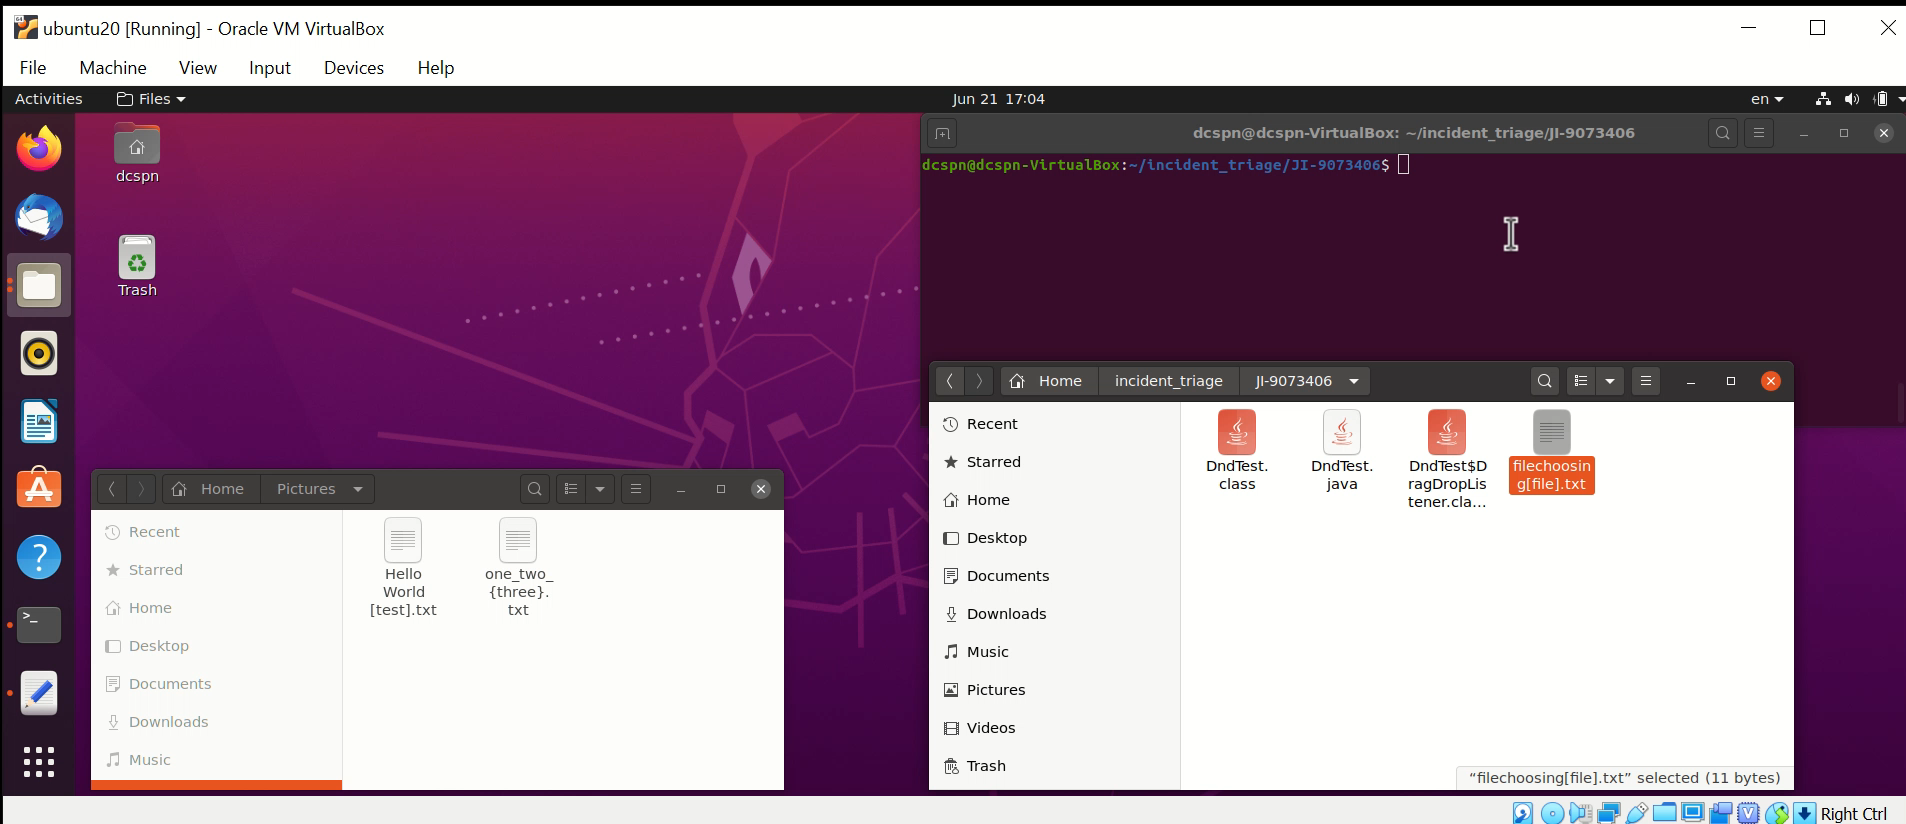 ubuntu20 [Running] - Oracle VM VirtualBox
File Machine View Input Devices Help
Activities Files Jun 21 17:04 en
dcspn
Trash
dcspn@dcspn-VirtualBox: ~/incident_triage/JI-9073406
dcspn@dcspn-VirtualBox:~/incident_triage/JI-9073406$
Home incident_triage JI-9073406
Recent
Starred
Home
Desktop
Documents
Downloads
Music
Pictures
Videos
Trash
DndTest.
class
DndTest.
java
DndTest$D
ragDropLis
tener.cla...
filechoosin
g[file].txt
“filechoosing[file].txt” selected (11 bytes)
Home Pictures
Recent
Starred
Home
Desktop
Documents
Downloads
Music
Hello
World
[test].txt
one_two_
{three}.
txt
Right Ctrl